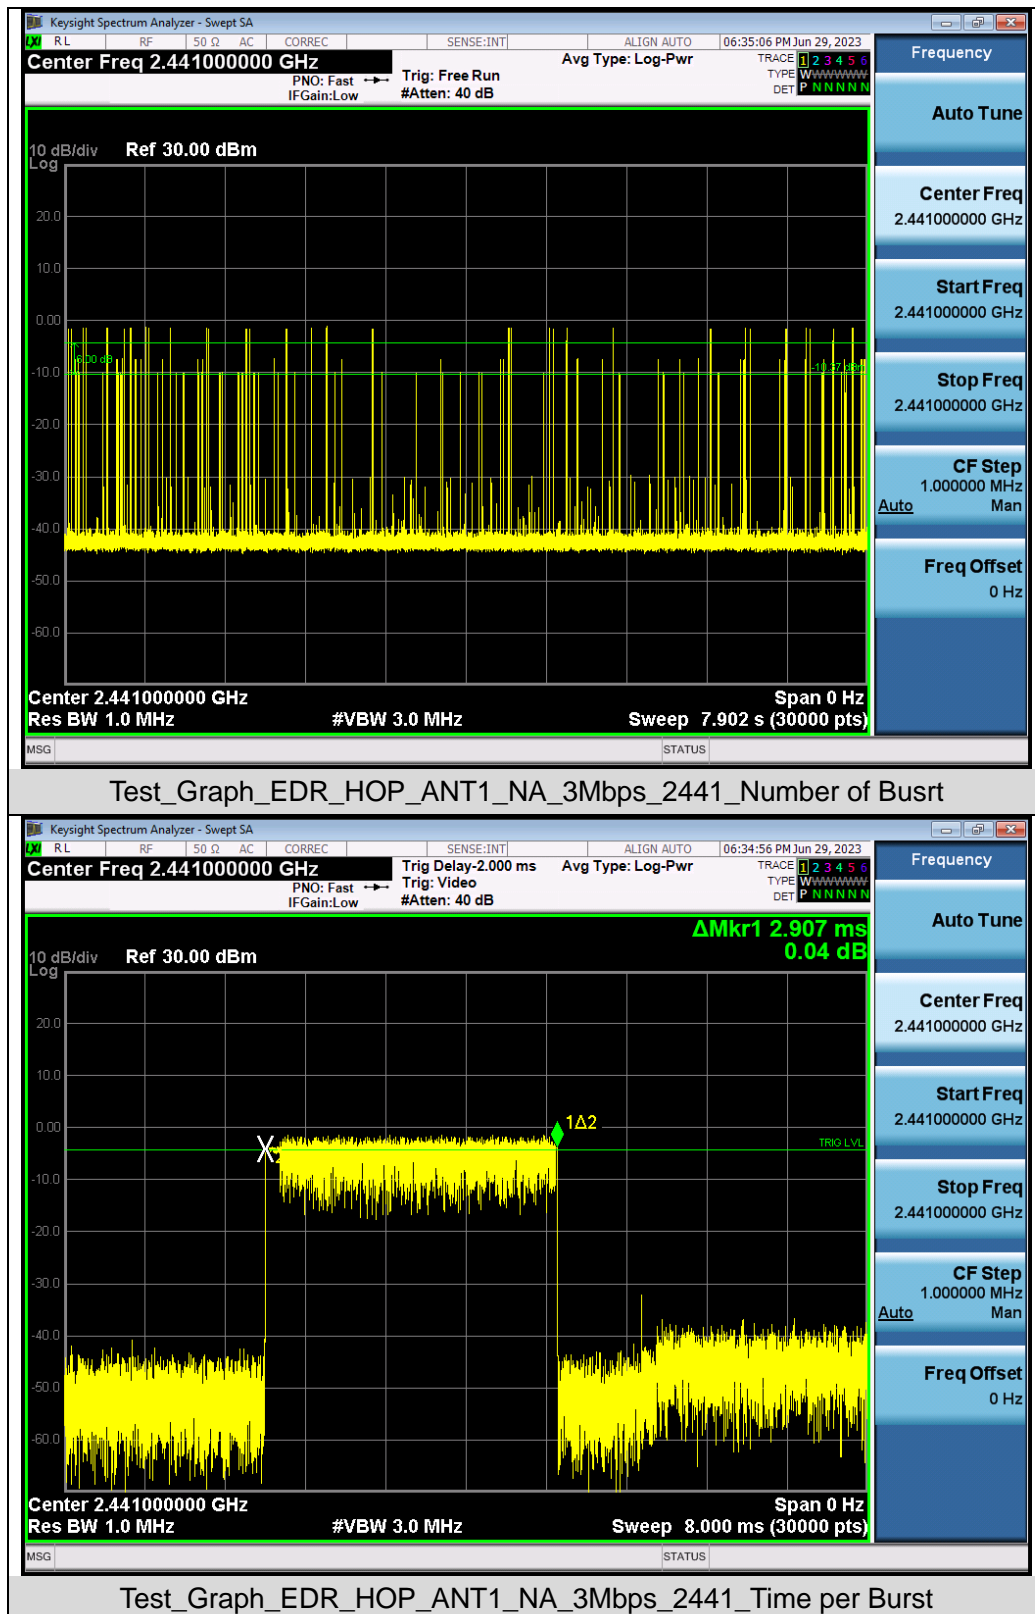 Keysight Spectrum Analyzer - Swept SA
LXI RL RF 50 Ω AC CORREC SENSE:INT ALIGN AUTO 06:35:06 PM Jun 29, 2023
Center Freq 2.441000000 GHz Avg Type: Log-Pwr TRACE 1 2 3 4 5 6
PNO: Fast Trig: Free Run TYPE WWWWWW
IFGain:Low #Atten: 40 dB DET P N N N N N
10 dB/div Ref 30.00 dBm
Log
20.0
10.0
0.00
6.00 dB
-10.37 dBm
-10.0
-20.0
-30.0
-40.0
-50.0
-60.0
Center 2.441000000 GHz Span 0 Hz
Res BW 1.0 MHz #VBW 3.0 MHz Sweep 7.902 s (30000 pts)
MSG STATUS
Frequency
Auto Tune
Center Freq
2.441000000 GHz
Start Freq
2.441000000 GHz
Stop Freq
2.441000000 GHz
CF Step
1.000000 MHz
Auto Man
Freq Offset
0 Hz
Test_Graph_EDR_HOP_ANT1_NA_3Mbps_2441_Number of Busrt
Keysight Spectrum Analyzer - Swept SA
LXI RL RF 50 Ω AC CORREC SENSE:INT ALIGN AUTO 06:34:56 PM Jun 29, 2023
Center Freq 2.441000000 GHz Trig Delay-2.000 ms Avg Type: Log-Pwr TRACE 1 2 3 4 5 6
PNO: Fast Trig: Video TYPE WWWWWW
IFGain:Low #Atten: 40 dB DET P N N N N N
ΔMkr1 2.907 ms
0.04 dB
10 dB/div Ref 30.00 dBm
Log
20.0
10.0
0.00
1Δ2
TRIG LVL
-10.0
-20.0
-30.0
-40.0
-50.0
-60.0
Center 2.441000000 GHz Span 0 Hz
Res BW 1.0 MHz #VBW 3.0 MHz Sweep 8.000 ms (30000 pts)
MSG STATUS
Frequency
Auto Tune
Center Freq
2.441000000 GHz
Start Freq
2.441000000 GHz
Stop Freq
2.441000000 GHz
CF Step
1.000000 MHz
Auto Man
Freq Offset
0 Hz
Test_Graph_EDR_HOP_ANT1_NA_3Mbps_2441_Time per Burst